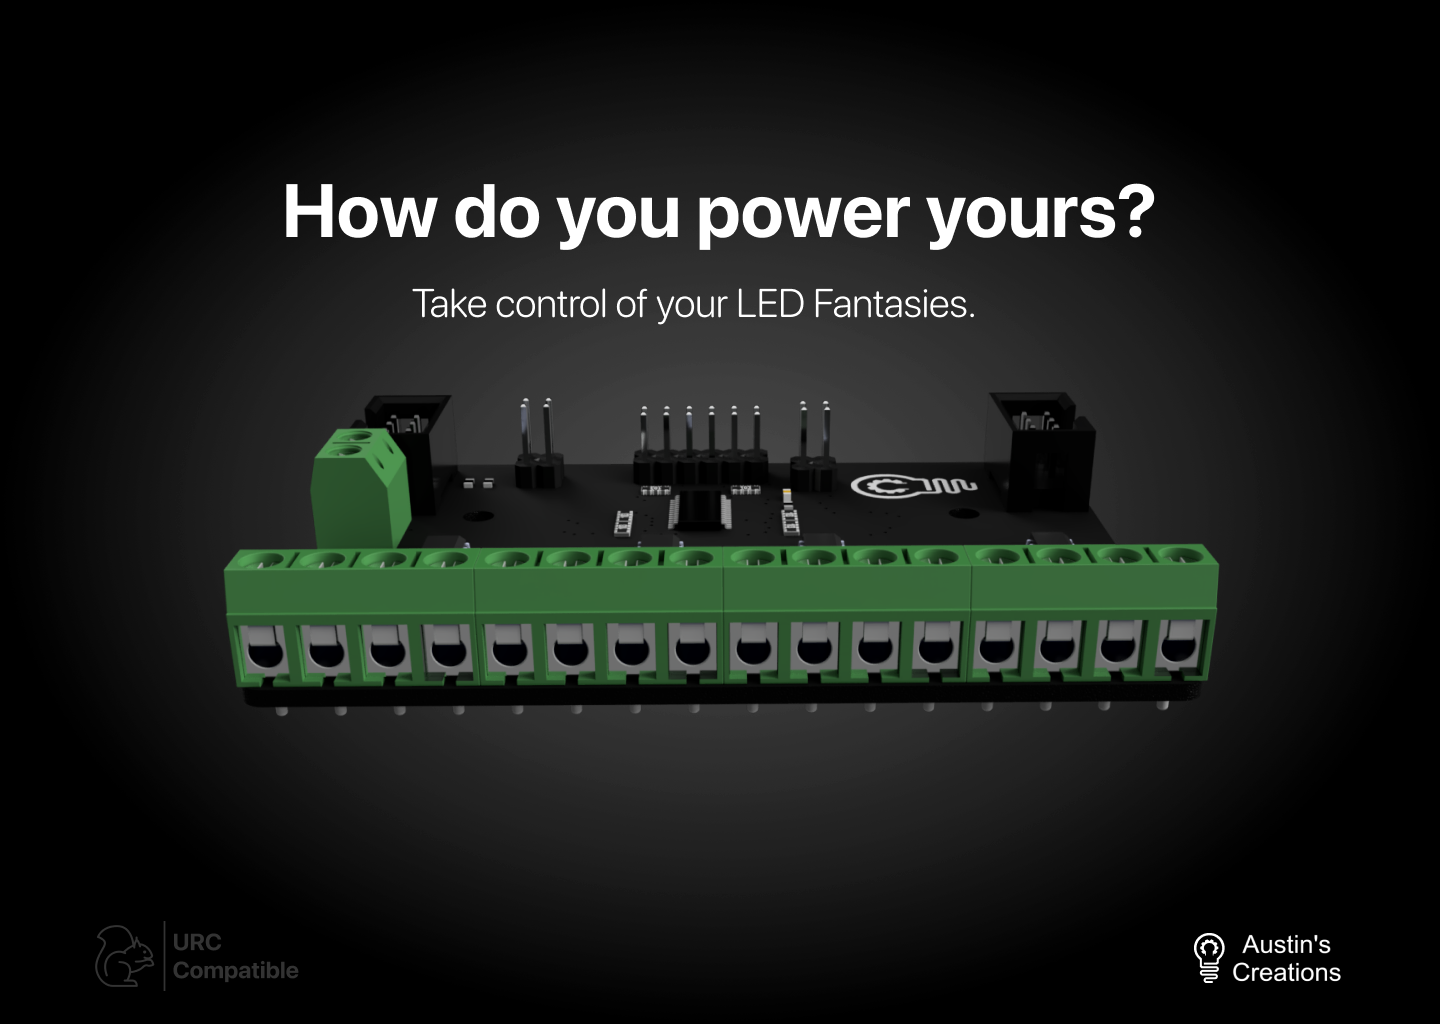 How do you power yours?
Take control of your LED Fantasies.
URC
Compatible
Austin's
Creations